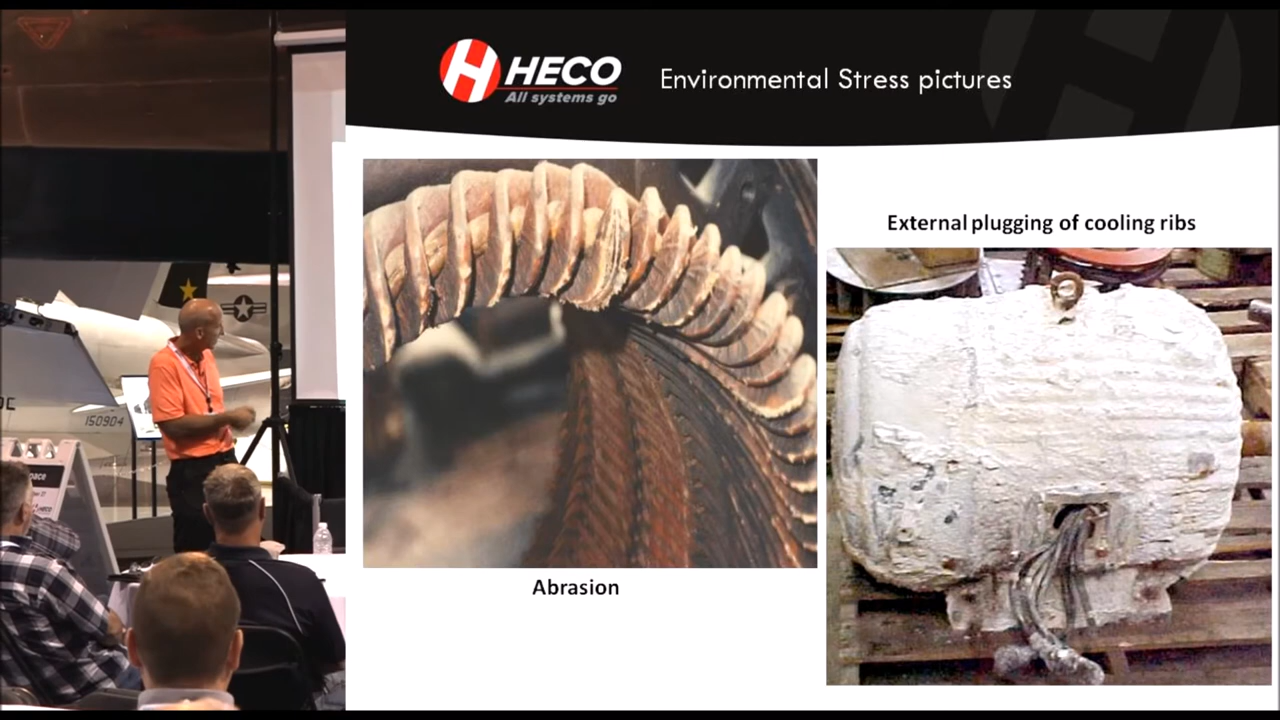 HECO
All systems go
Environmental Stress pictures
External plugging of cooling ribs
Abrasion
150904